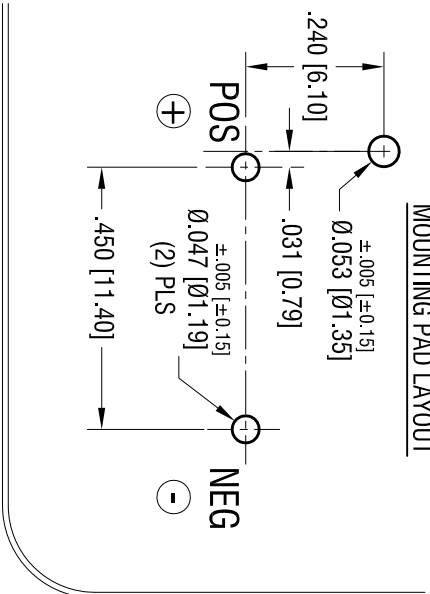 MOUNTING PAD LAYOUT
±.005 [±0.15]
Ø.053 [Ø1.35]
.240 [6.10]
.031 [0.79]
POS
NEG
+
-
±.005 [±0.15]
Ø.047 [Ø1.19]
(2) PLS
.450 [11.40]